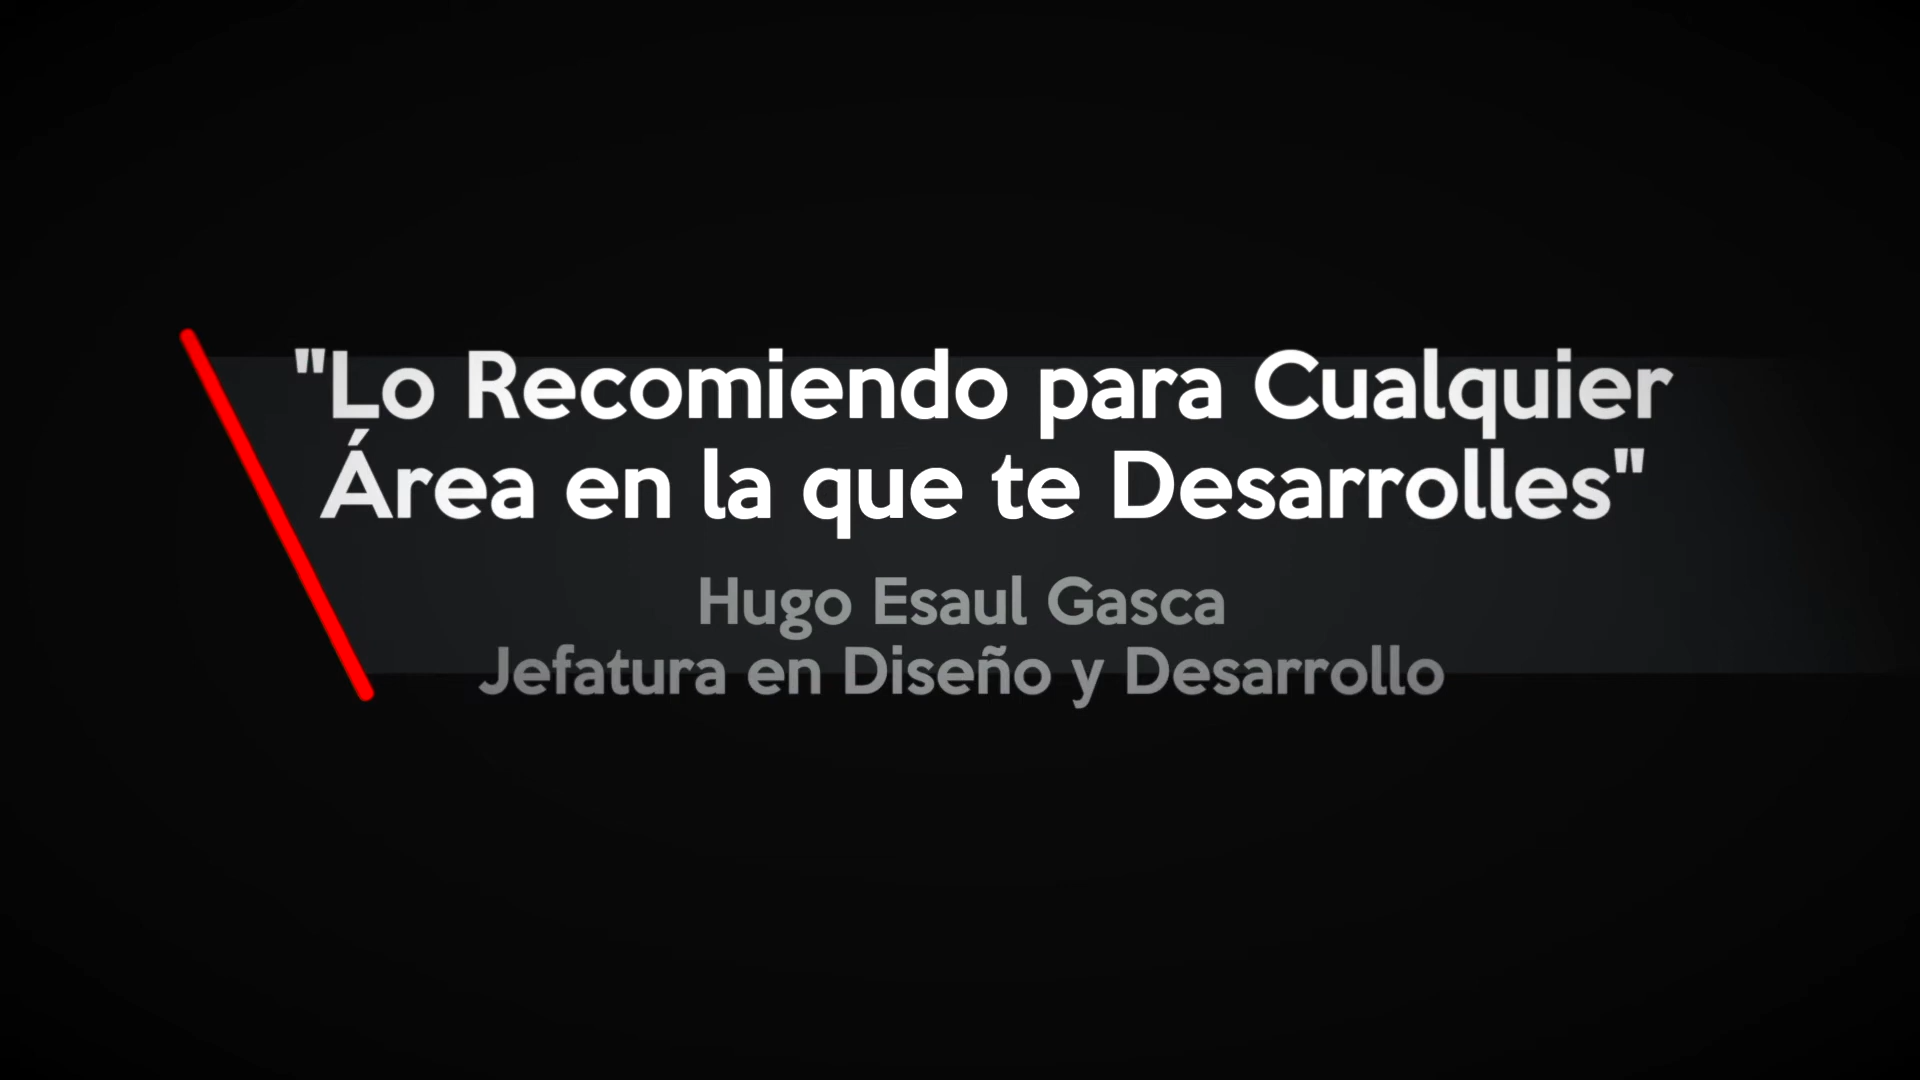 "Lo Recomiendo para Cualquier
Área en la que te Desarrolles"
Hugo Esaul Gasca
Jefatura en Diseño y Desarrollo